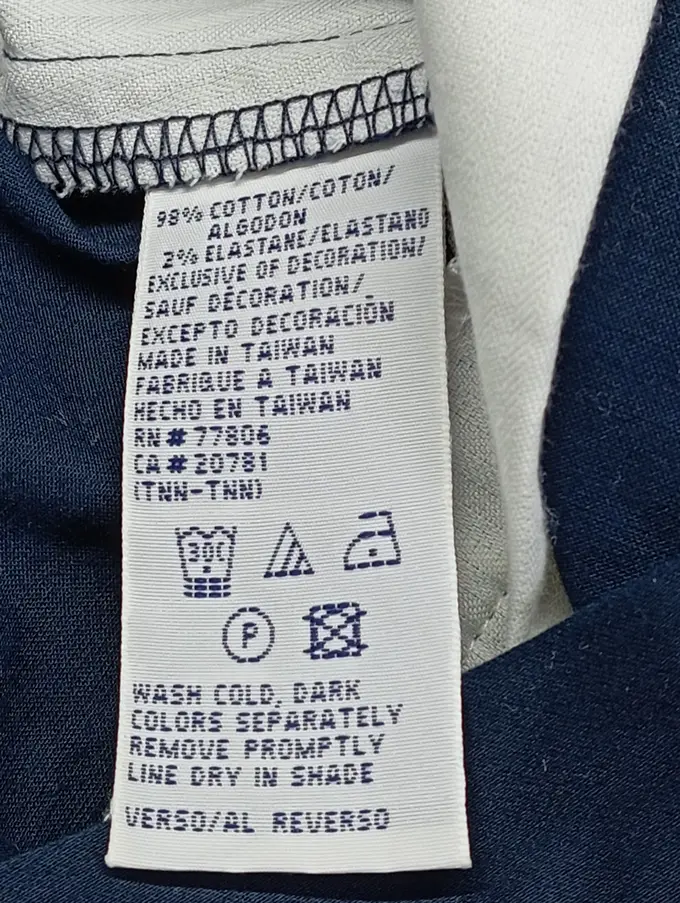 98% COTTON/COTON/
ALGODON
2% ELASTANE/ELASTANO
EXCLUSIVE OF DECORATION/
SAUF DÉCORATION/
EXCEPTO DECORACIÓN
MADE IN TAIWAN
FABRIQUE A TAIWAN
HECHO EN TAIWAN
RN # 77806
CA # 20781
(TNN-TNN)
30C
P
WASH COLD, DARK
COLORS SEPARATELY
REMOVE PROMPTLY
LINE DRY IN SHADE
VERSO/AL REVERSO